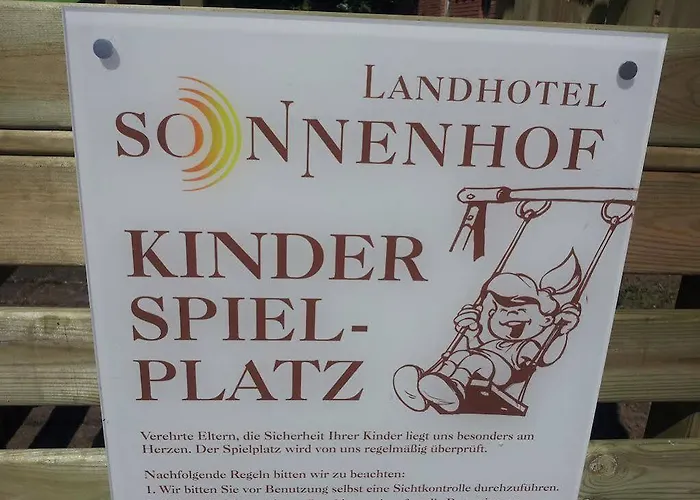 LANDHOTEL
SONNENHOF
KINDER
SPIEL-
PLATZ
Verehrte Eltern, die Sicherheit Ihrer Kinder liegt uns besonders am
Herzen. Der Spielplatz wird von uns regelmäßig überprüft.
Nachfolgende Regeln bitten wir zu beachten:
1. Wir bitten Sie vor Benutzung selbst eine Sichtkontrolle durchzuführen.